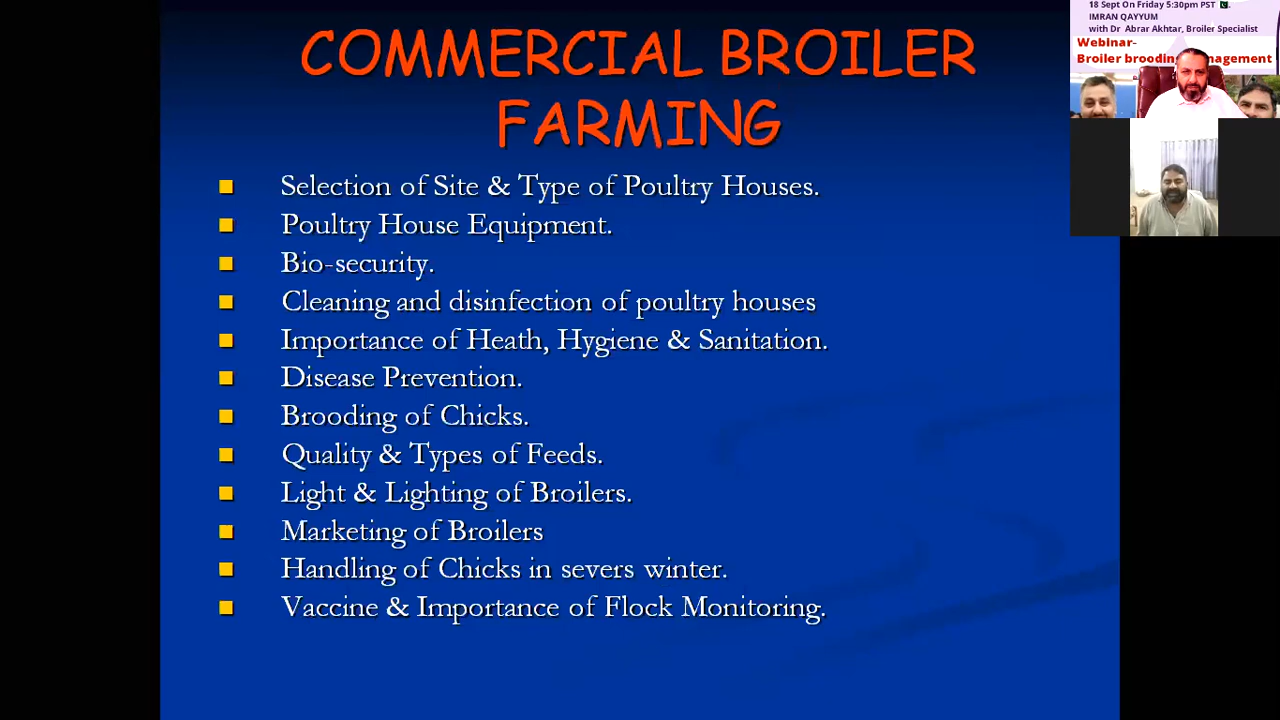 COMMERCIAL BROILER
FARMING
Selection of Site & Type of Poultry Houses.
Poultry House Equipment.
Bio-security.
Cleaning and disinfection of poultry houses
Importance of Heath, Hygiene & Sanitation.
Disease Prevention.
Brooding of Chicks.
Quality & Types of Feeds.
Light & Lighting of Broilers.
Marketing of Broilers
Handling of Chicks in severs winter.
Vaccine & Importance of Flock Monitoring.
18 Sept On Friday 5:30pm PST
IMRAN QAYYUM
with Dr Abrar Akhtar, Broiler Specialist
Webinar-
Broiler brooding agement